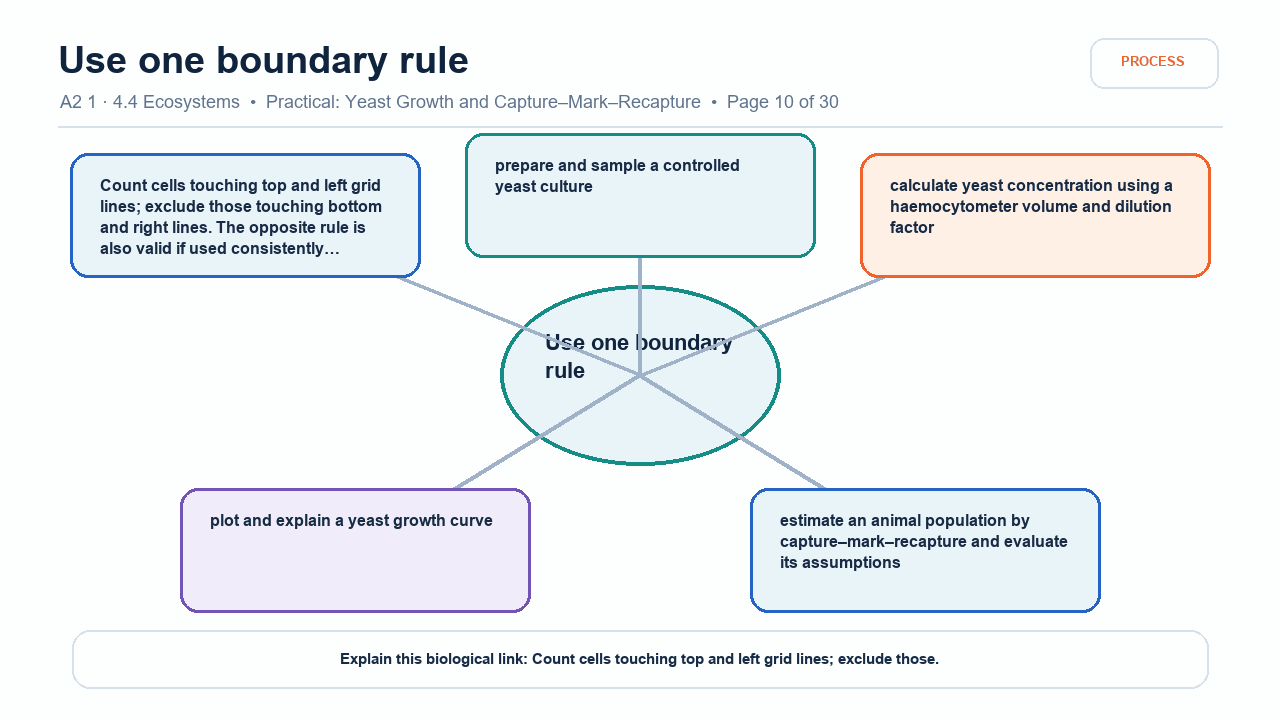 Use one boundary rule
PROCESS
A2 1 · 4.4 Ecosystems • Practical: Yeast Growth and Capture–Mark–Recapture • Page 10 of 30
Count cells touching top and left grid
lines; exclude those touching bottom
and right lines. The opposite rule is
also valid if used consistently…
prepare and sample a controlled
yeast culture
calculate yeast concentration using a
haemocytometer volume and dilution
factor
Use one boundary
rule
plot and explain a yeast growth curve
estimate an animal population by
capture–mark–recapture and evaluate
its assumptions
Explain this biological link: Count cells touching top and left grid lines; exclude those.